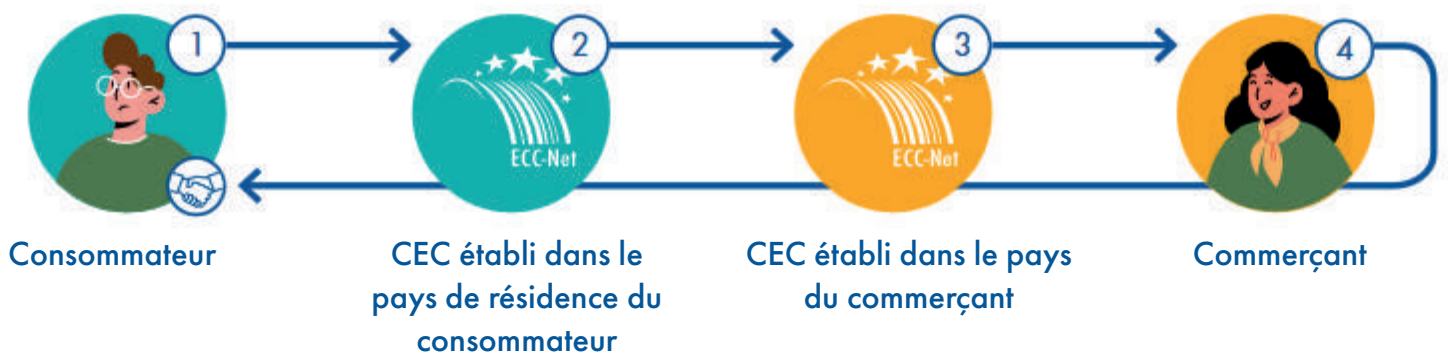 1
2
3
4
ECC-Net
ECC-Net
Consommateur
CEC établi dans le
pays de résidence du
consommateur
CEC établi dans le pays
du commerçant
Commerçant